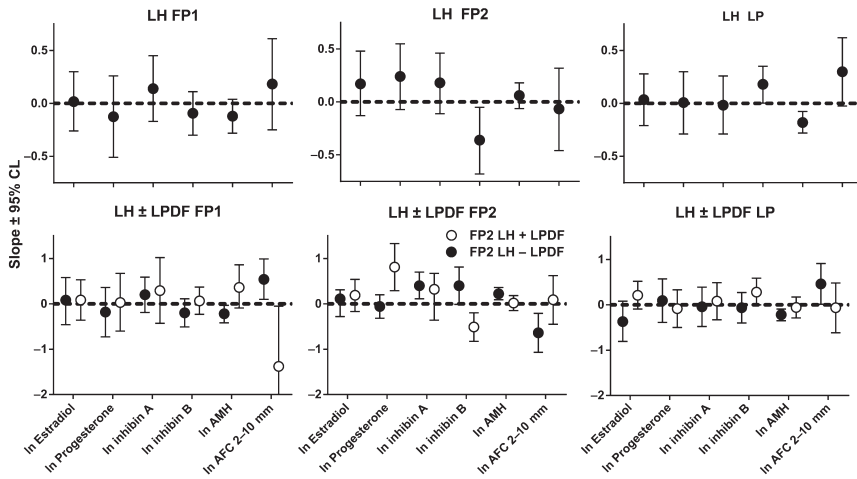 LH FP1
LH FP2
LH LP
0.5
0.0
–0.5
0.5
0.0
–0.5
0.5
0.0
–0.5
Slope ± 95% CL
LH ± LPDF FP1
LH ± LPDF FP2
LH ± LPDF LP
FP2 LH + LPDF
FP2 LH – LPDF
2
1
0
–1
–2
2
1
0
–1
–2
2
1
0
–1
–2
ln Estradiol
ln Progesterone
ln inhibin A
ln inhibin B
ln AMH
ln AFC 2–10 mm
ln Estradiol
ln Progesterone
ln inhibin A
ln inhibin B
ln AMH
ln AFC 2–10 mm
ln Estradiol
ln Progesterone
ln inhibin A
ln inhibin B
ln AMH
ln AFC 2–10 mm